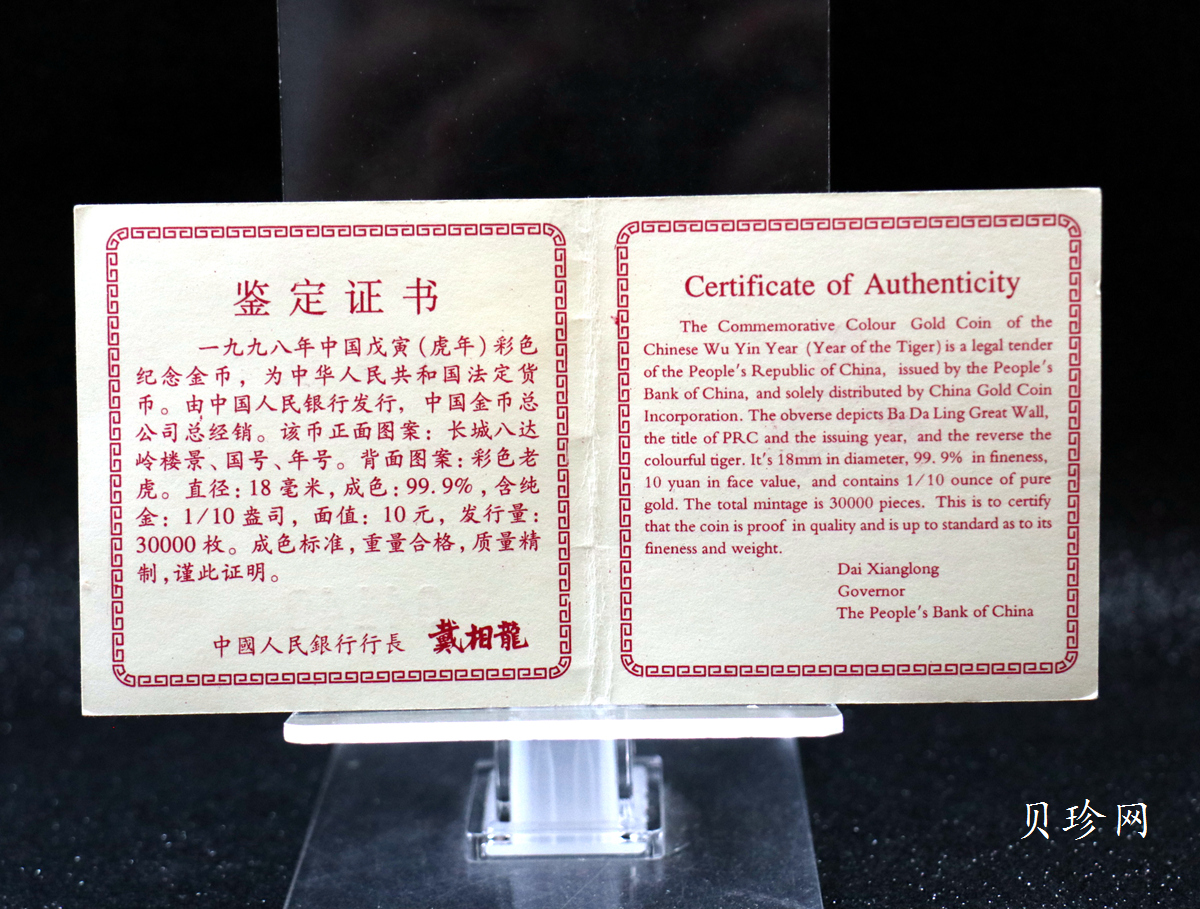 鉴定证书
一九九八年中国戊寅(虎年)彩色
纪念金币，为中华人民共和国法定货
币。由中国人民银行发行，中国金币总
公司总经销。该币正面图案：长城八达
岭楼景、国号、年号。背面图案：彩色老
虎。直径：18毫米，成色：99.9%，含纯
金：1/10盎司，面值：10元，发行量：
30000枚。成色标准，重量合格，质量精
制，谨此证明。
中國人民銀行行長 戴相龍
Certificate of Authenticity
The Commemorative Colour Gold Coin of the
Chinese Wu Yin Year (Year of the Tiger) is a legal tender
of the People's Republic of China, issued by the People's
Bank of China, and solely distributed by China Gold Coin
Incorporation. The obverse depicts Ba Da Ling Great Wall,
the title of PRC and the issuing year, and the reverse the
colourful tiger. It's 18mm in diameter, 99.9% in fineness,
10 yuan in face value, and contains 1/10 ounce of pure
gold. The total mintage is 30000 pieces. This is to certify
that the coin is proof in quality and is up to standard as to its
fineness and weight.
Dai Xianglong
Governor
The People's Bank of China
贝珍网